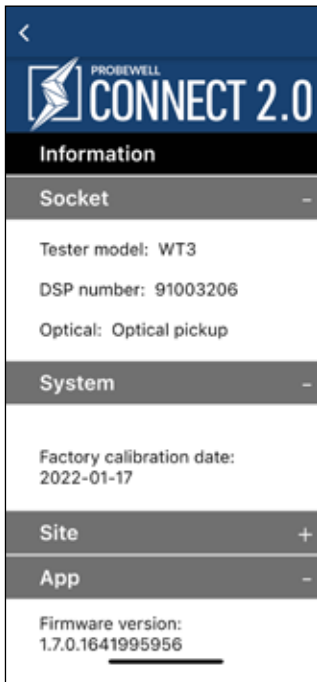 <
PROBEWELL
CONNECT 2.0
Information
Socket -
Tester model: WT3
DSP number: 91003206
Optical: Optical pickup
System -
Factory calibration date:
2022-01-17
Site +
App -
Firmware version:
1.7.0.1641995956